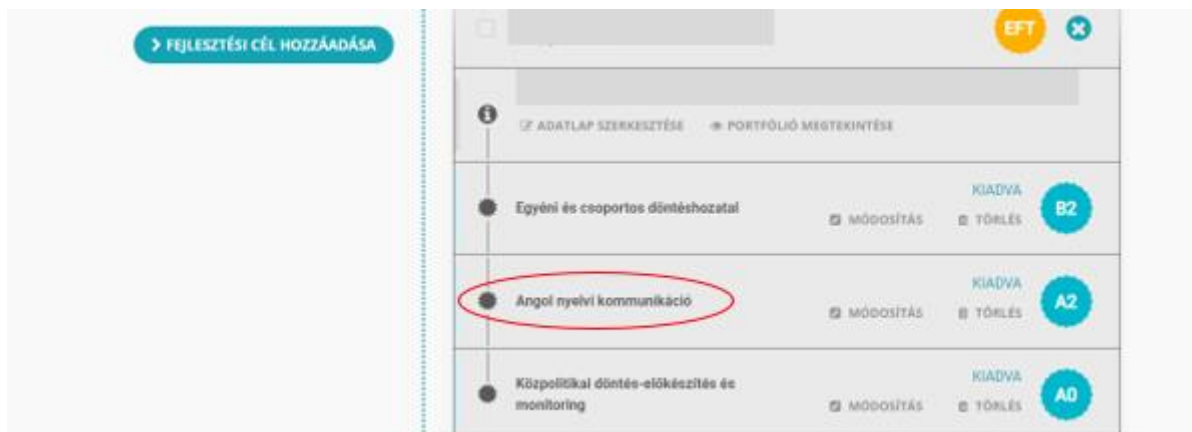 FEJLESZTÉSI CÉL HOZZÁADÁSA
EFT
ADATLAP SZERKESZTÉSE PORTFÓLIÓ MEGTEKINTÉSE
Egyéni és csoportos döntéshozatal
KIADVA
MÓDOSÍTÁS TÖRLÉS
B2
Angol nyelvi kommunikáció
KIADVA
MÓDOSÍTÁS TÖRLÉS
A2
Közpolitikai döntés-előkészítés és
monitoring
KIADVA
MÓDOSÍTÁS TÖRLÉS
A0